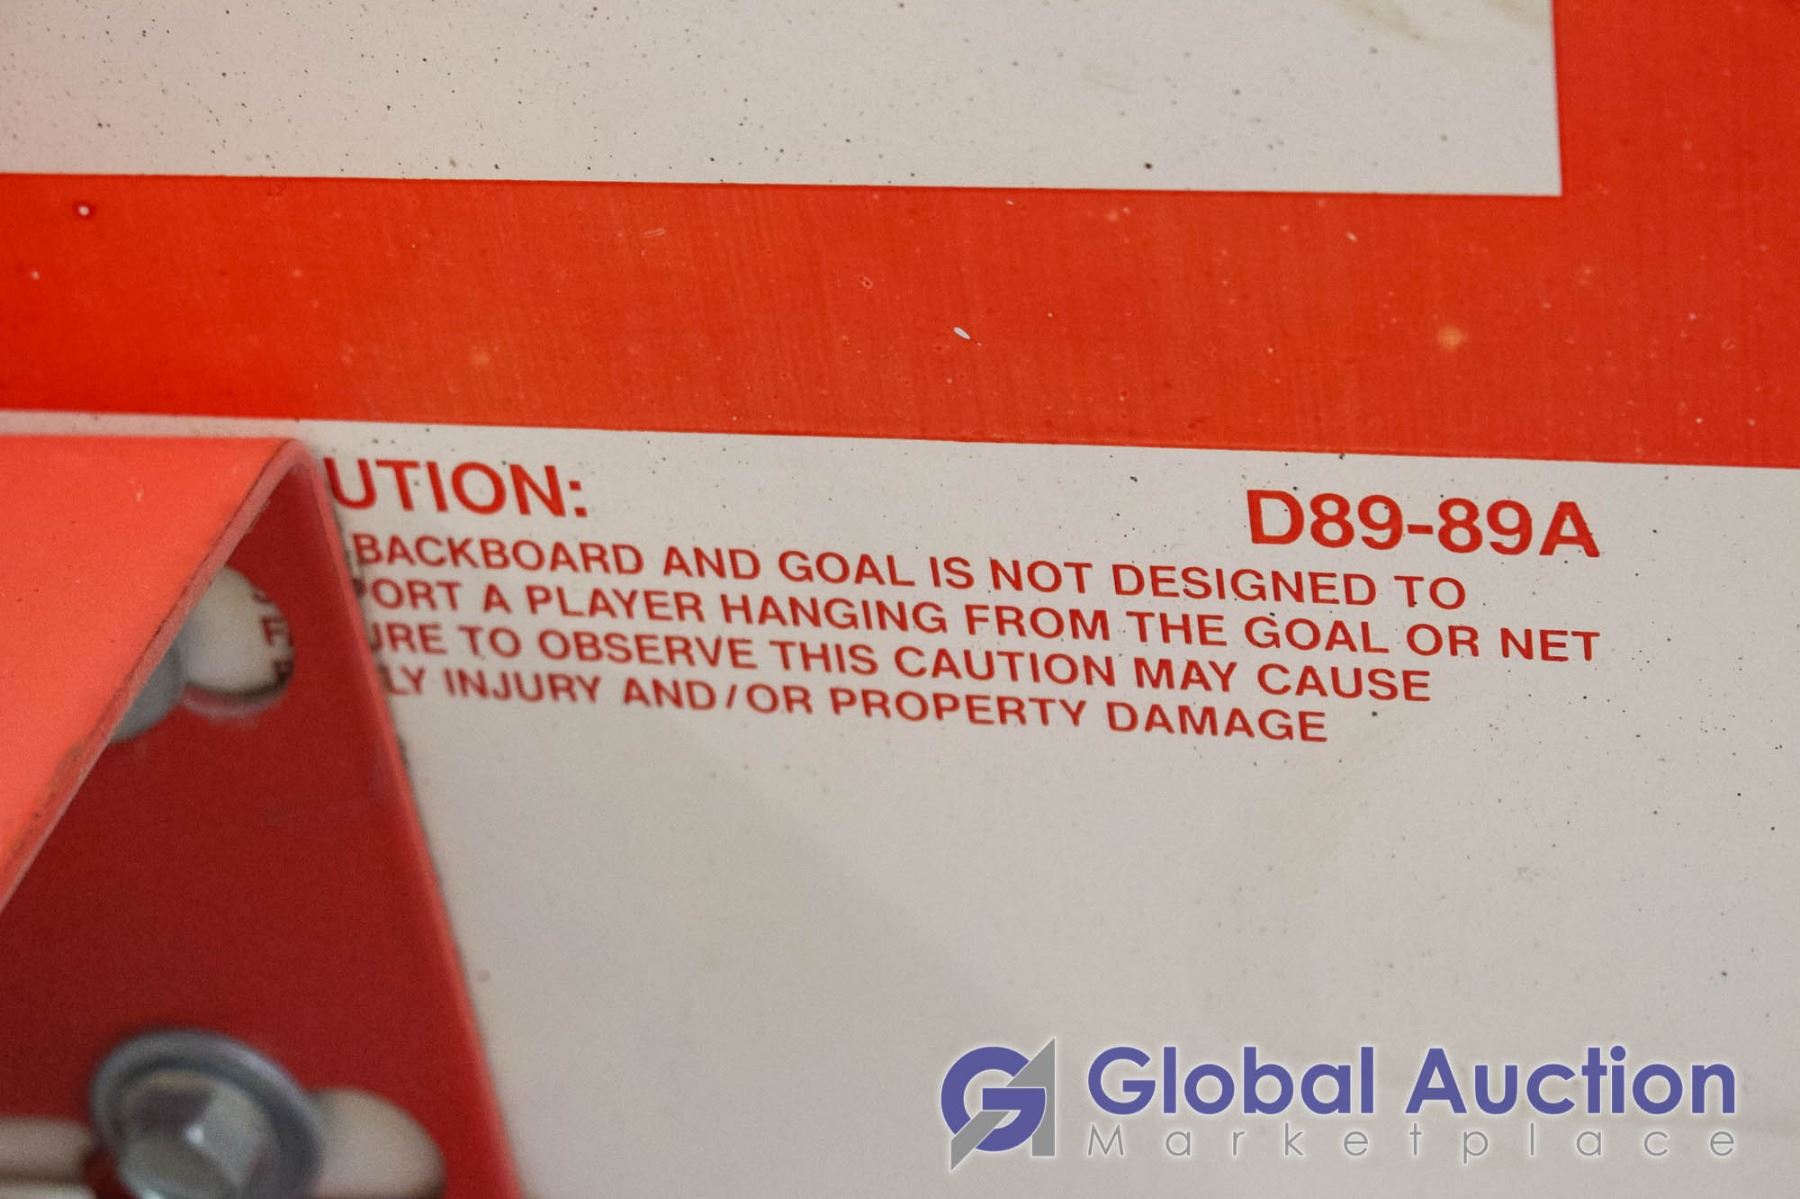 UTION: D89-89A
BACKBOARD AND GOAL IS NOT DESIGNED TO
PORT A PLAYER HANGING FROM THE GOAL OR NET
URE TO OBSERVE THIS CAUTION MAY CAUSE
LY INJURY AND/OR PROPERTY DAMAGE
Global Auction
Marketplace